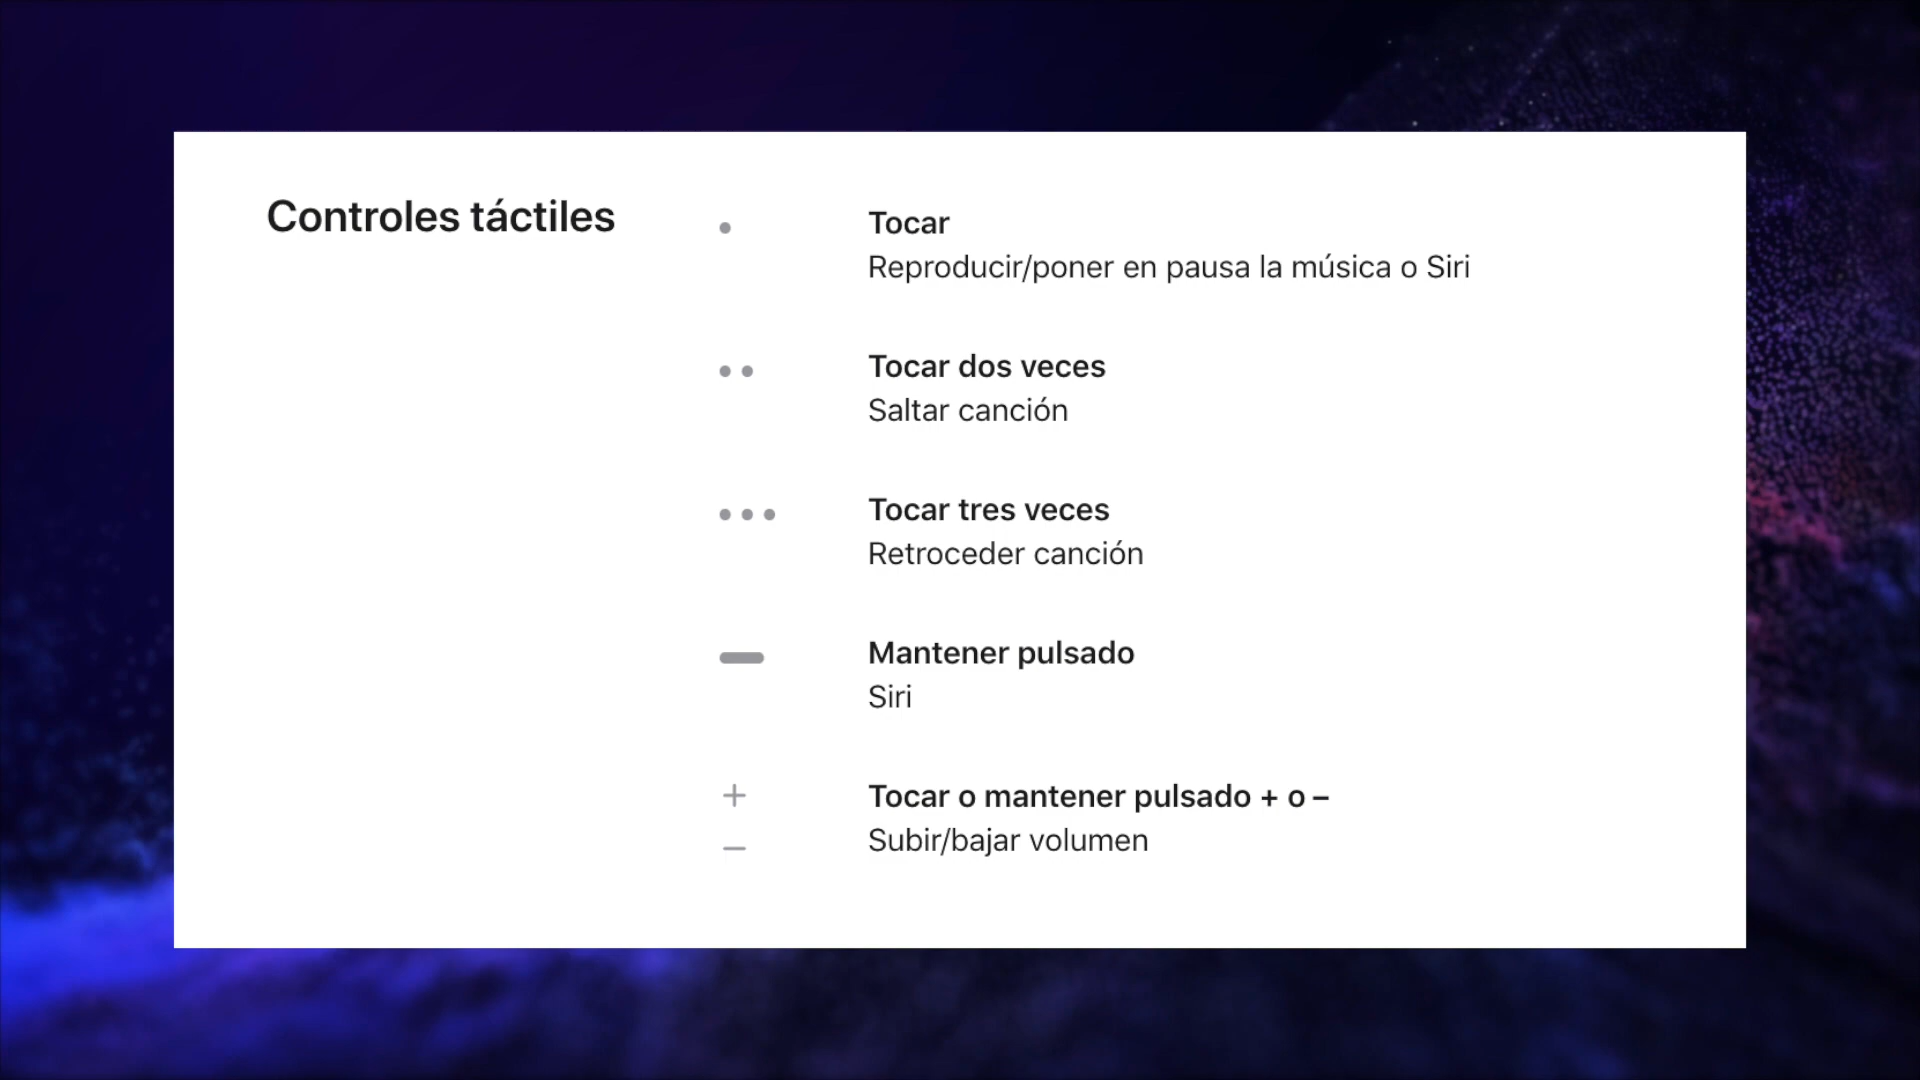 Controles táctiles
Tocar
Reproducir/poner en pausa la música o Siri
Tocar dos veces
Saltar canción
Tocar tres veces
Retroceder canción
Mantener pulsado
Siri
+
–
Tocar o mantener pulsado + o –
Subir/bajar volumen